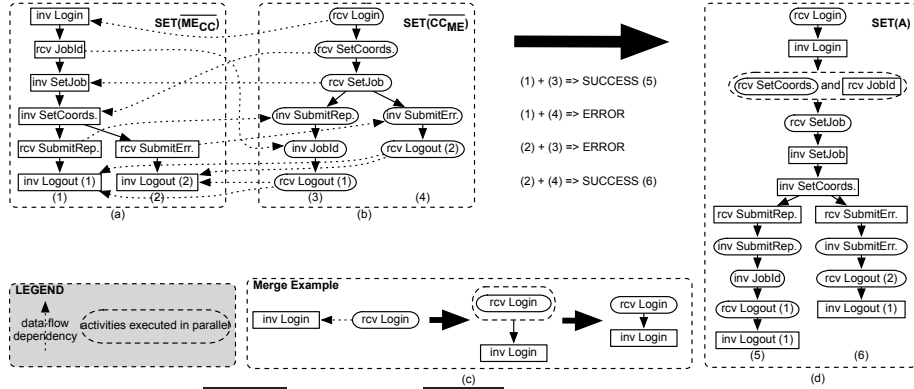 SET(MECC)
inv Login
rcv JobId
inv SetJob
inv SetCoords.
rcv SubmitRep.
rcv SubmitErr.
inv Logout (1)
inv Logout (2)
(1)
(2)
(a)
SET(CCME)
rcv Login
rcv SetCoords.
rcv SetJob
inv SubmitRep.
inv SubmitErr.
inv JobId
rcv Logout (2)
rcv Logout (1)
(3)
(4)
(b)
(1) + (3) => SUCCESS (5)
(1) + (4) => ERROR
(2) + (3) => ERROR
(2) + (4) => SUCCESS (6)
SET(A)
rcv Login
inv Login
rcv SetCoords. and rcv JobId
rcv SetJob
inv SetJob
inv SetCoords.
rcv SubmitRep.
rcv SubmitErr.
inv SubmitRep.
inv SubmitErr.
inv JobId
rcv Logout (2)
rcv Logout (1)
inv Logout (1)
inv Logout (1)
(5)
(6)
(d)
LEGEND
data flow
dependency
activities executed in parallel
Merge Example
inv Login
rcv Login
rcv Login
inv Login
rcv Login
inv Login
(c)